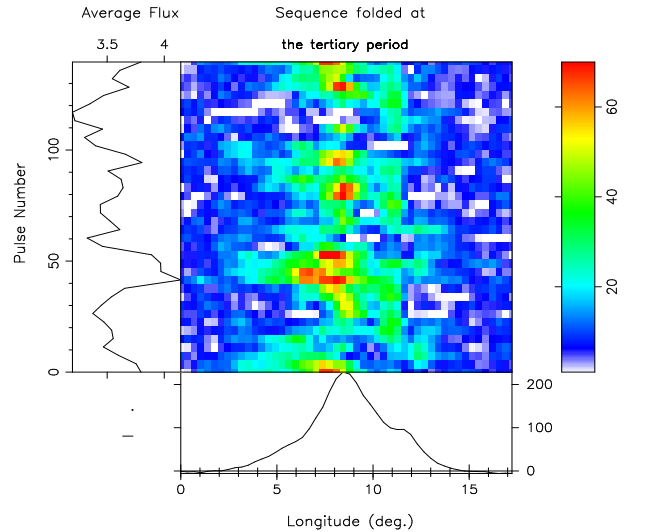 Average Flux
Sequence folded at
3.5 4
the tertiary period
Pulse Number
0 50 100
20 40 60
0 100 200
0 5 10 15
Longitude (deg.)